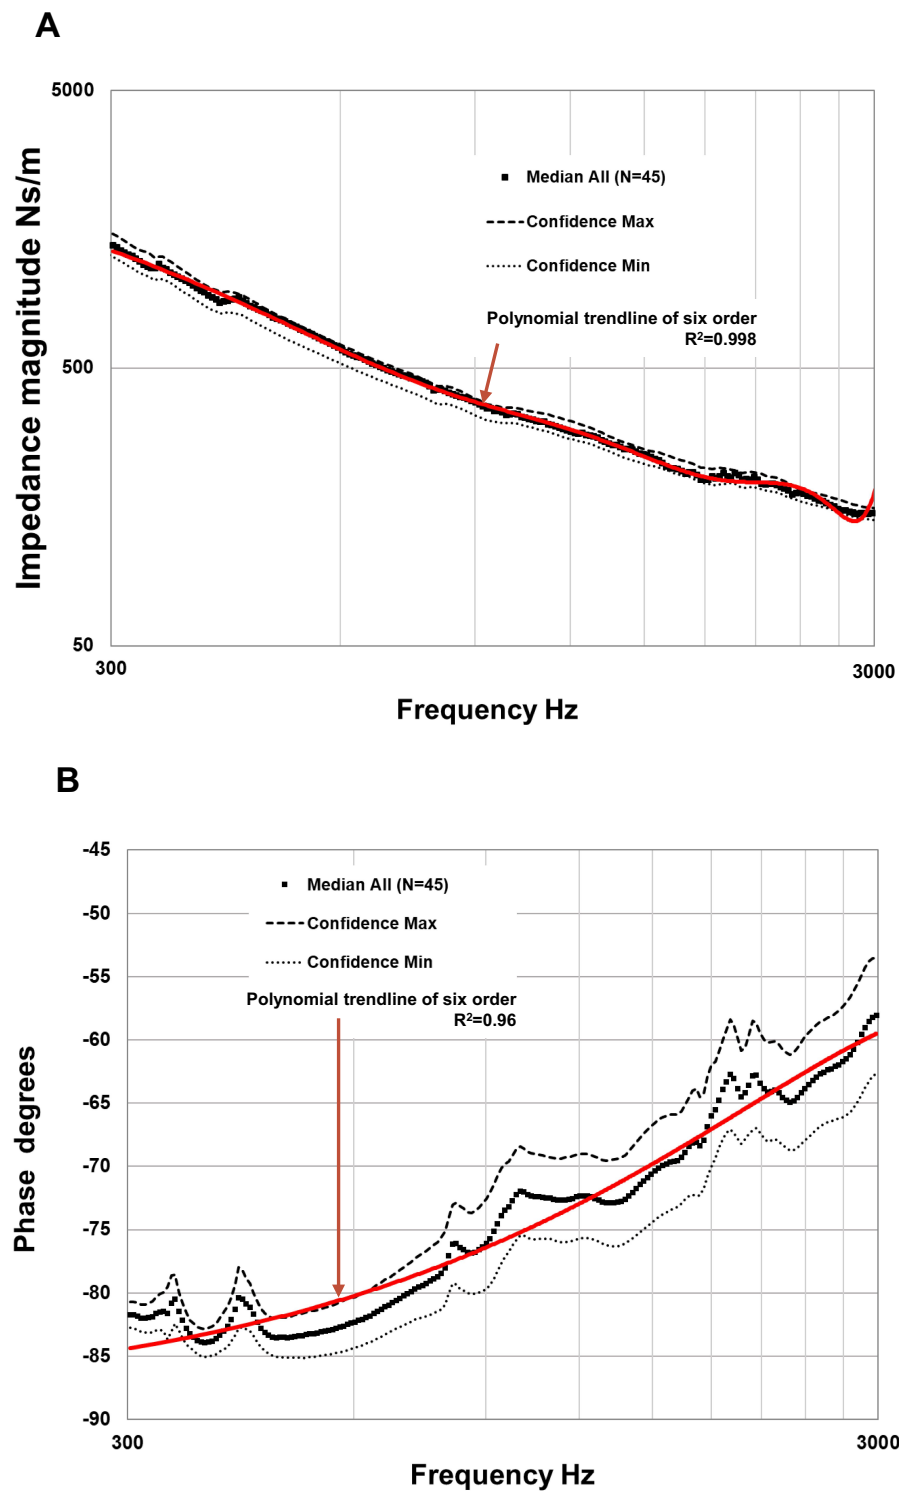 A
5000
Impedance magnitude Ns/m
Median All (N=45)
Confidence Max
Confidence Min
Polynomial trendline of six order
R²=0.998
500
50
300
3000
Frequency Hz
B
-45
Median All (N=45)
-50
Confidence Max
Confidence Min
-55
Polynomial trendline of six order
R²=0.96
-60
-65
Phase degrees
-70
-75
-80
-85
-90
300
3000
Frequency Hz